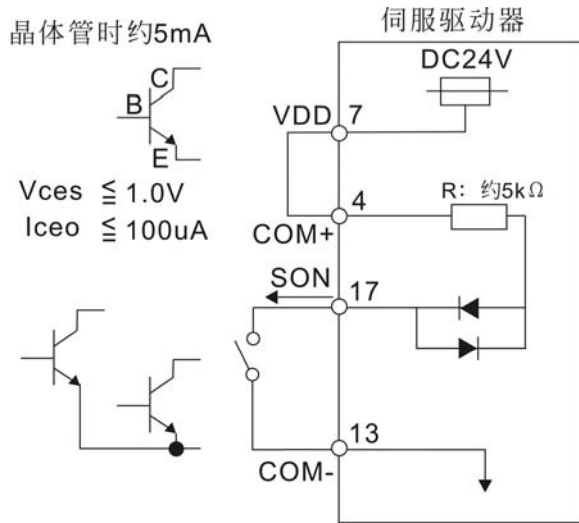 晶体管时约5mA
伺服驱动器
DC24V
C
B
E
VDD
7
Vces ≦ 1.0V
Iceo ≦ 100uA
4
R: 约5kΩ
COM+
SON
17
13
COM-